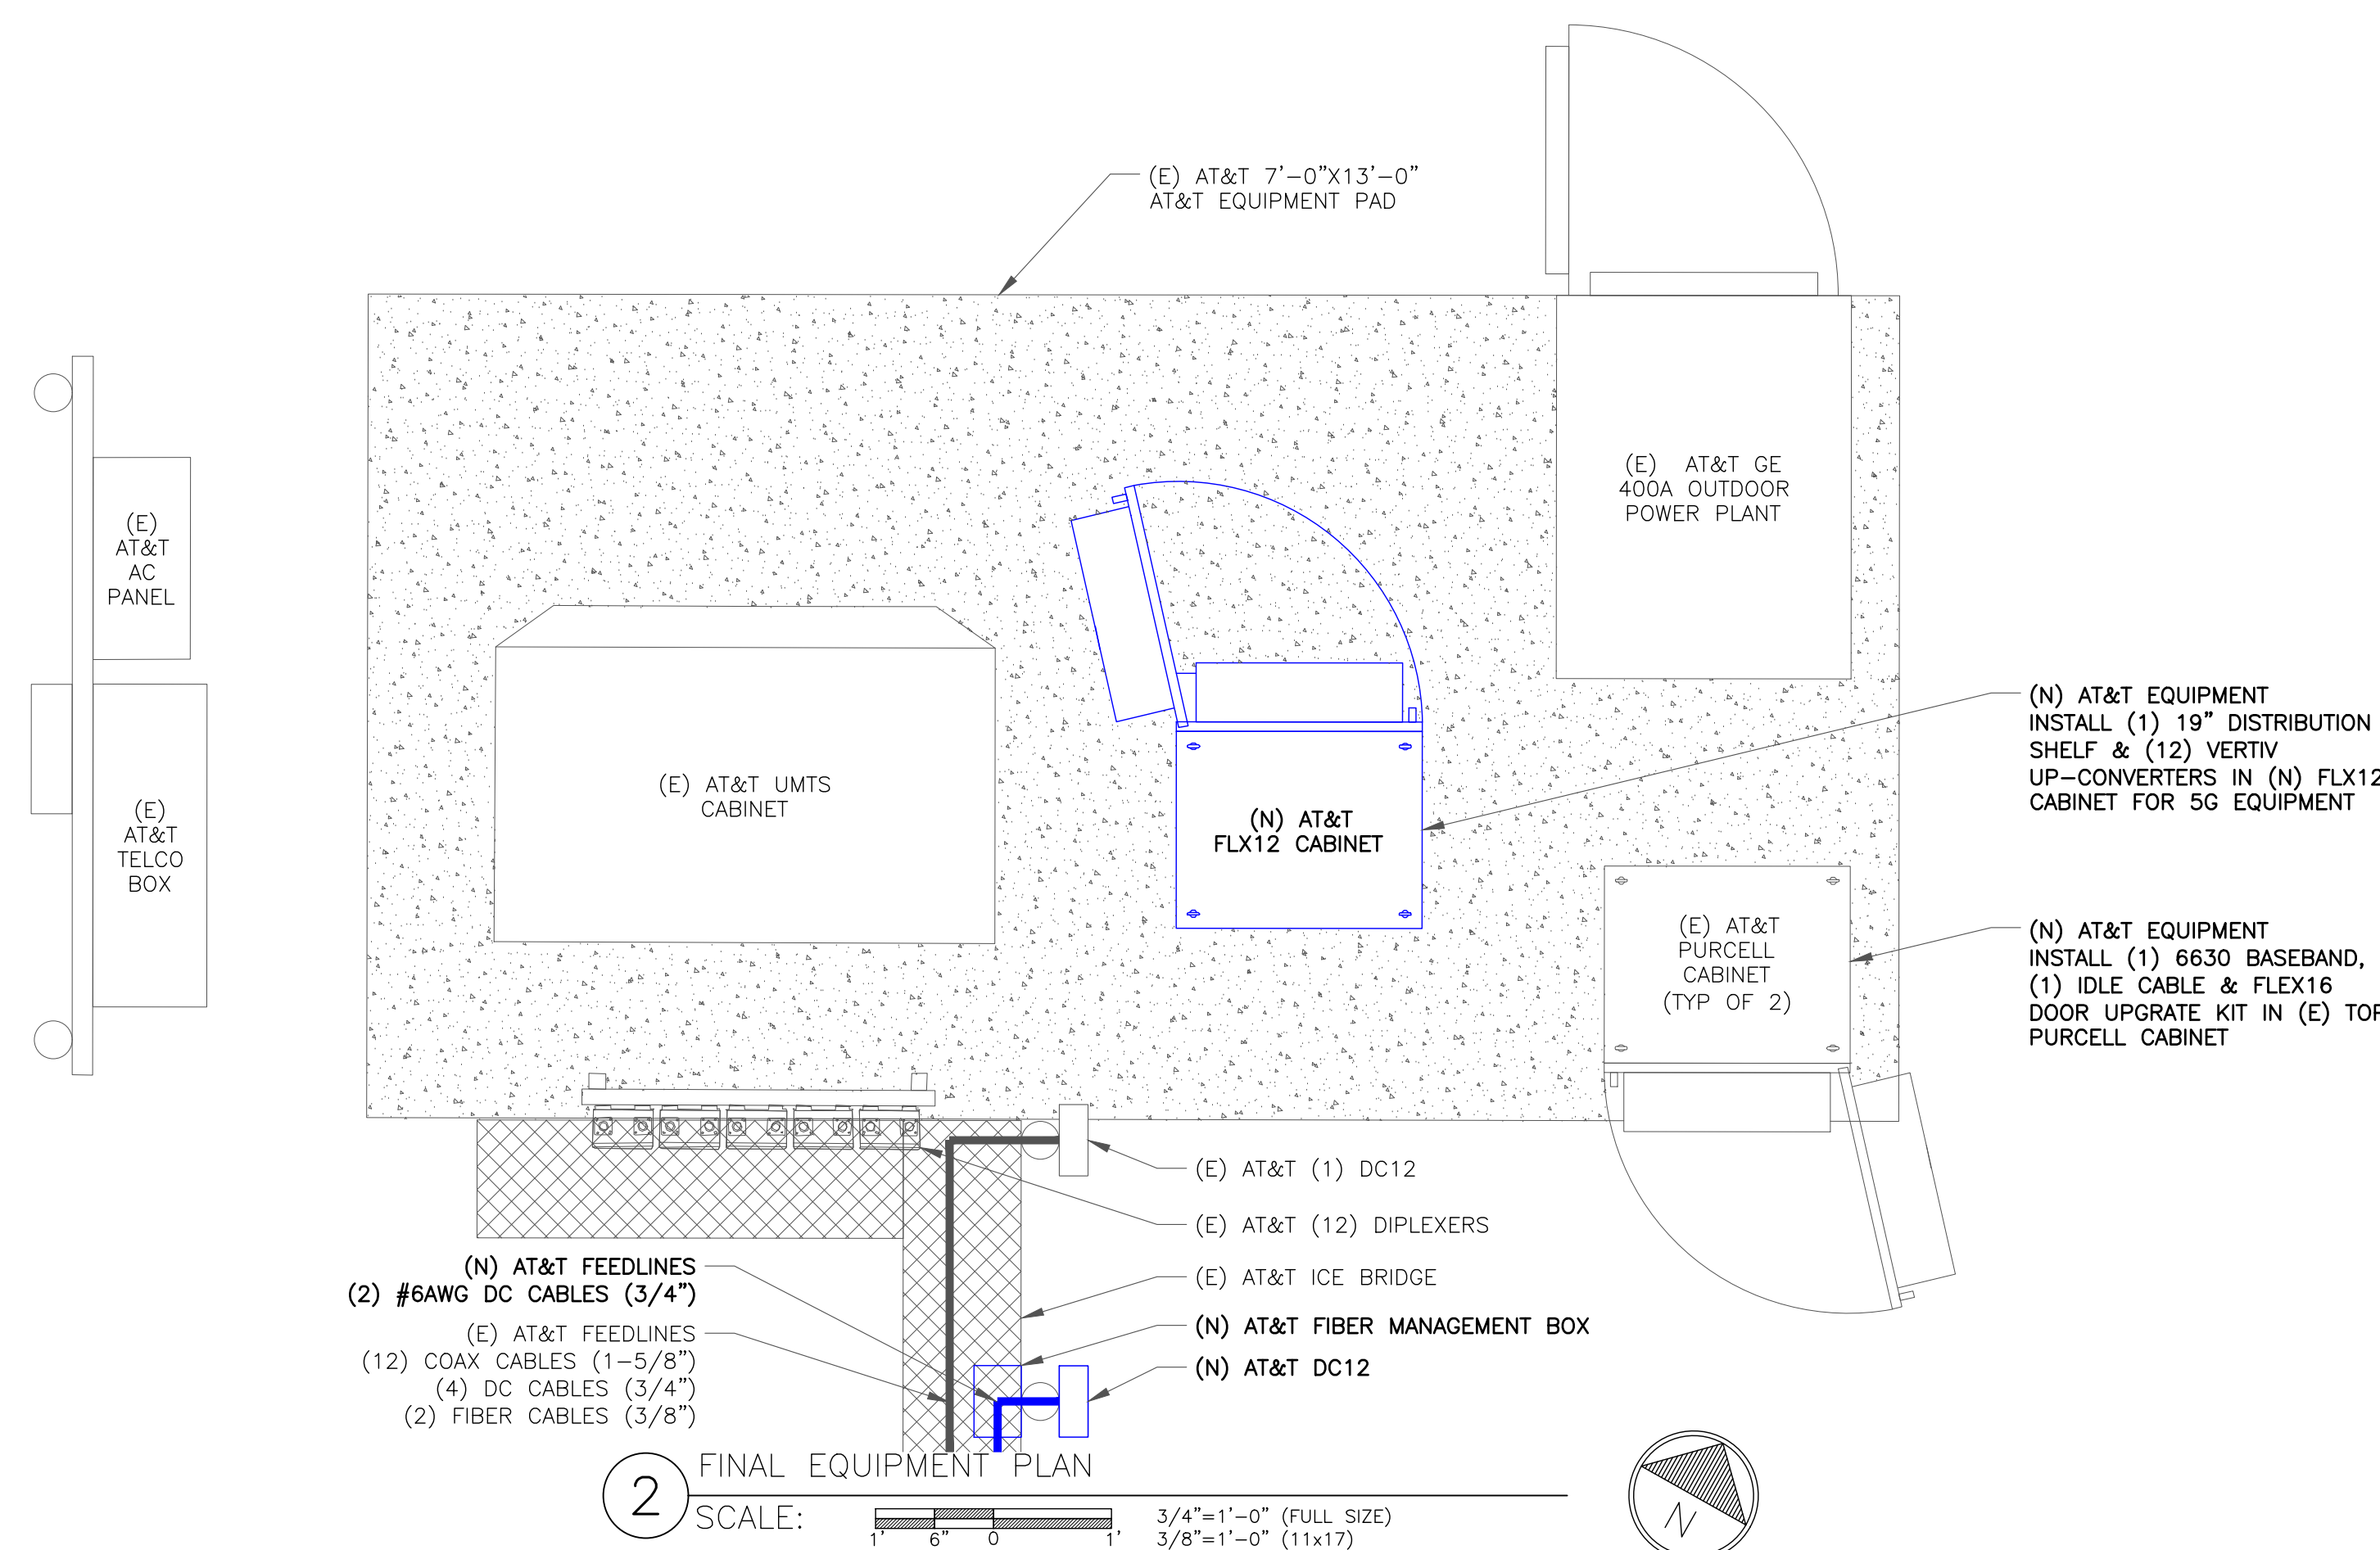 (E) AT&T 7'-0"X13'-0"
AT&T EQUIPMENT PAD
(E) AT&T GE
400A OUTDOOR
POWER PLANT
(E)
AT&T
AC
PANEL
(E)
AT&T
TELCO
BOX
(E) AT&T UMTS
CABINET
(N) AT&T
FLX12 CABINET
(N) AT&T EQUIPMENT
INSTALL (1) 19" DISTRIBUTION
SHELF & (12) VERTIV
UP-CONVERTERS IN (N) FLX12
CABINET FOR 5G EQUIPMENT
(E) AT&T
PURCELL
CABINET
(TYP OF 2)
(N) AT&T EQUIPMENT
INSTALL (1) 6630 BASEBAND,
(1) IDLE CABLE & FLEX16
DOOR UPGRATE KIT IN (E) TOP
PURCELL CABINET
(E) AT&T (1) DC12
(E) AT&T (12) DIPLEXERS
(E) AT&T ICE BRIDGE
(N) AT&T FIBER MANAGEMENT BOX
(N) AT&T DC12
(N) AT&T FEEDLINES
(2) #6AWG DC CABLES (3/4")
(E) AT&T FEEDLINES
(12) COAX CABLES (1-5/8")
(4) DC CABLES (3/4")
(2) FIBER CABLES (3/8")
2
FINAL EQUIPMENT PLAN
SCALE:
1' 6" 0 1'
3/4"=1'-0" (FULL SIZE)
3/8"=1'-0" (11x17)
N